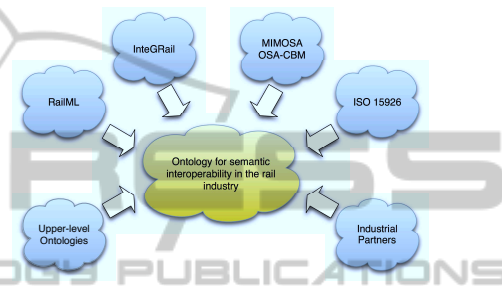 InteGRail
MIMOSA
OSA-CBM
RailML
ISO 15926
Ontology for semantic
interoperability in the rail
industry
Upper-level
Ontologies
Industrial
Partners
PUBLICATIONS